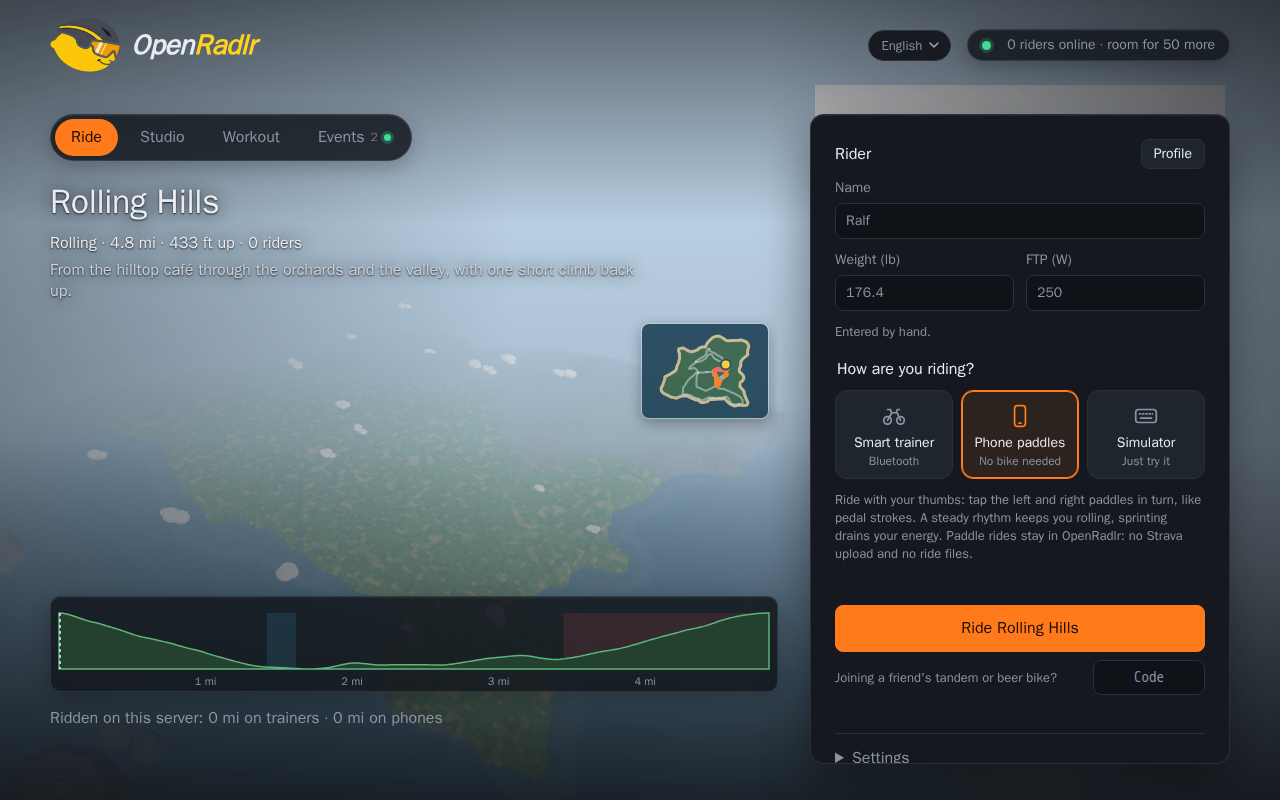 OpenRadlr
English
0 riders online · room for 50 more
Ride
Studio
Workout
Events 2
Rolling Hills
Rolling · 4.8 mi · 433 ft up · 0 riders
From the hilltop café through the orchards and the valley, with one short climb back
up.
1 mi
2 mi
3 mi
4 mi
Ridden on this server: 0 mi on trainers · 0 mi on phones
Rider
Profile
Name
Ralf
Weight (lb)
FTP (W)
176.4
250
Entered by hand.
How are you riding?
Smart trainer
Bluetooth
Phone paddles
No bike needed
Simulator
Just try it
Ride with your thumbs: tap the left and right paddles in turn, like
pedal strokes. A steady rhythm keeps you rolling, sprinting
drains your energy. Paddle rides stay in OpenRadlr: no Strava
upload and no ride files.
Ride Rolling Hills
Joining a friend's tandem or beer bike?
Code
Settings